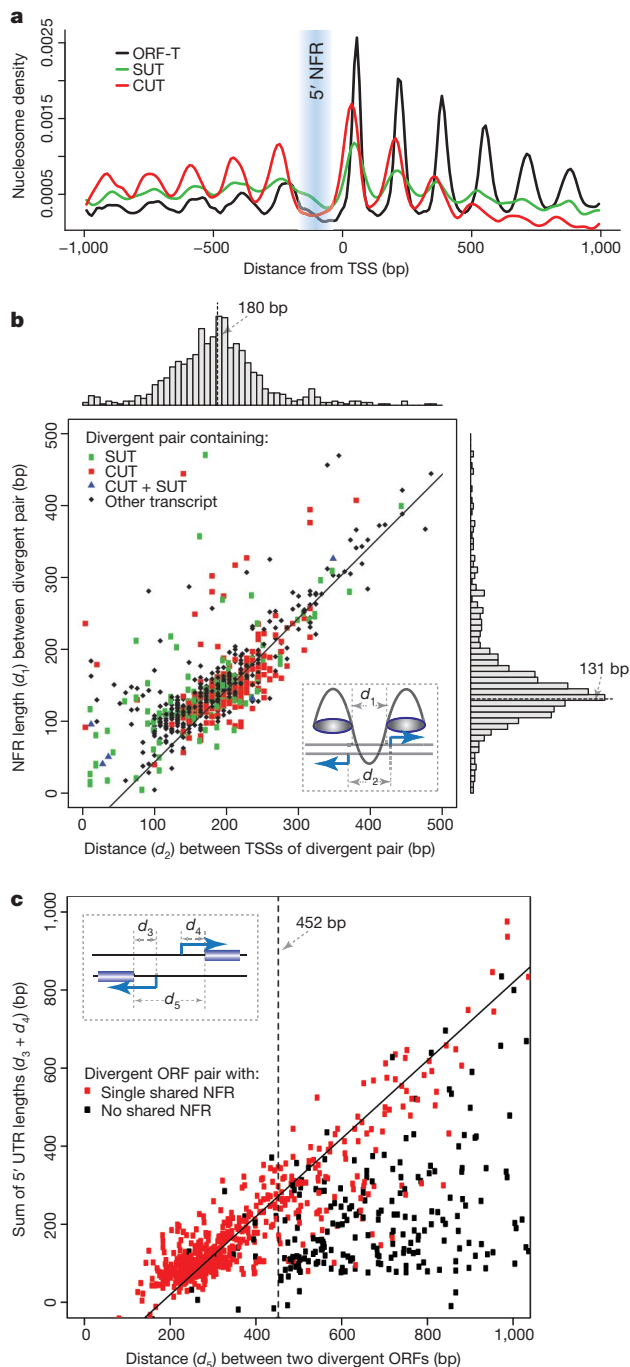 a
Nucleosome density
0.0025
0.0015
0.0005
ORF-T
SUT
CUT
5′ NFR
−1,000
−500
0
500
1,000
Distance from TSS (bp)
b
180 bp
NFR length (d1) between divergent pair (bp)
500
400
300
200
100
0
Divergent pair containing:
SUT
CUT
CUT + SUT
Other transcript
131 bp
d1
d2
0
100
200
300
400
500
Distance (d2) between TSSs of divergent pair (bp)
c
Sum of 5′ UTR lengths (d3 + d4) (bp)
1,000
800
600
400
200
0
d3
d4
d5
452 bp
Divergent ORF pair with:
Single shared NFR
No shared NFR
0
200
400
600
800
1,000
Distance (d5) between two divergent ORFs (bp)